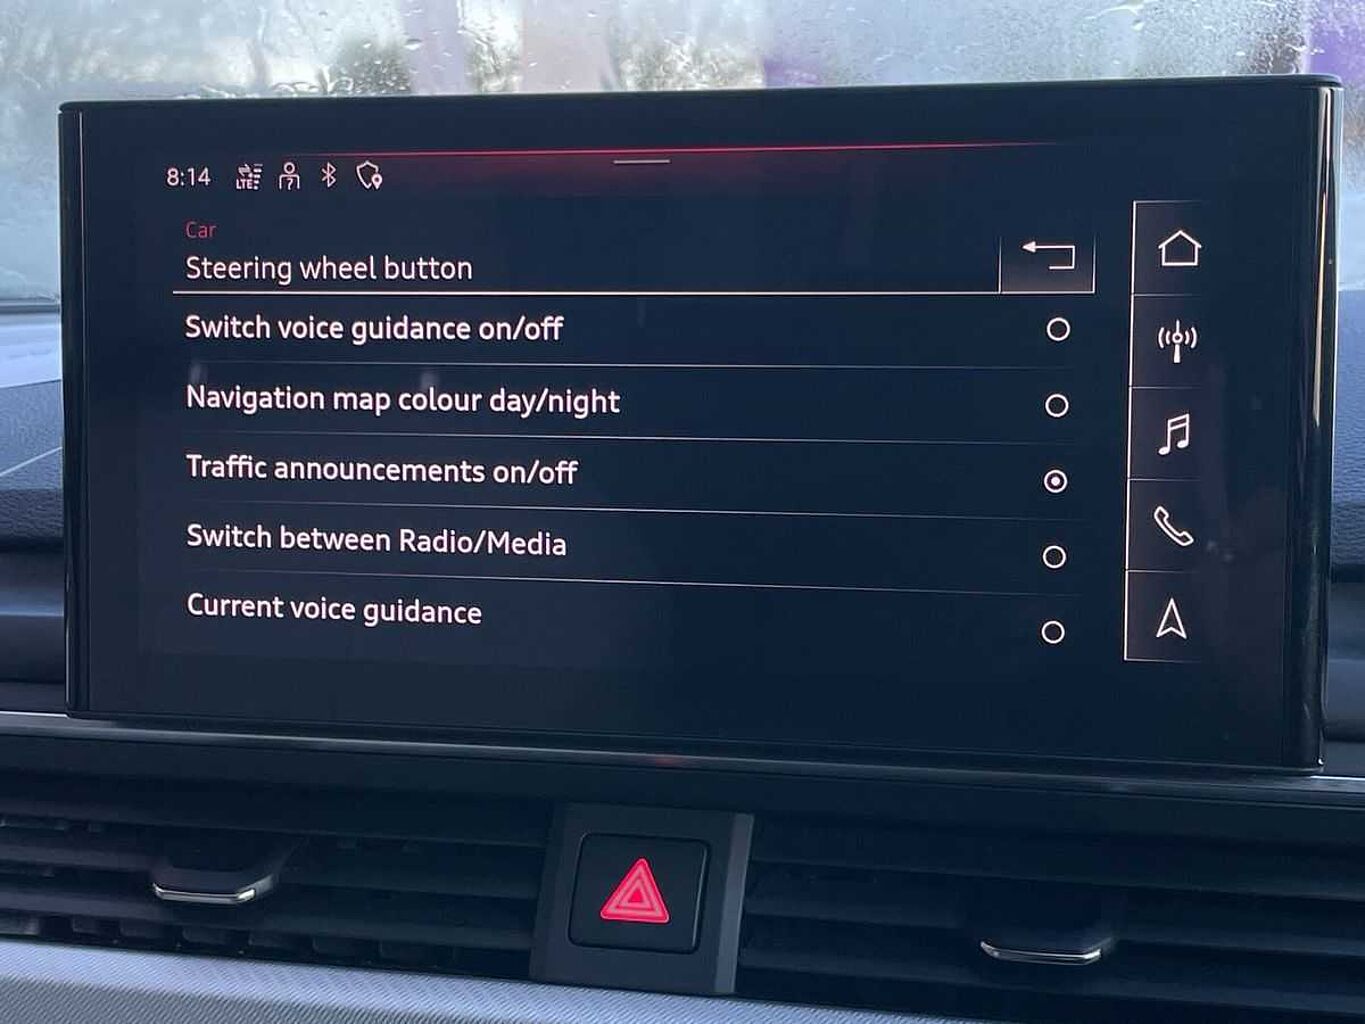 8:14
LTE
Car
Steering wheel button
Switch voice guidance on/off
Navigation map colour day/night
Traffic announcements on/off
Switch between Radio/Media
Current voice guidance